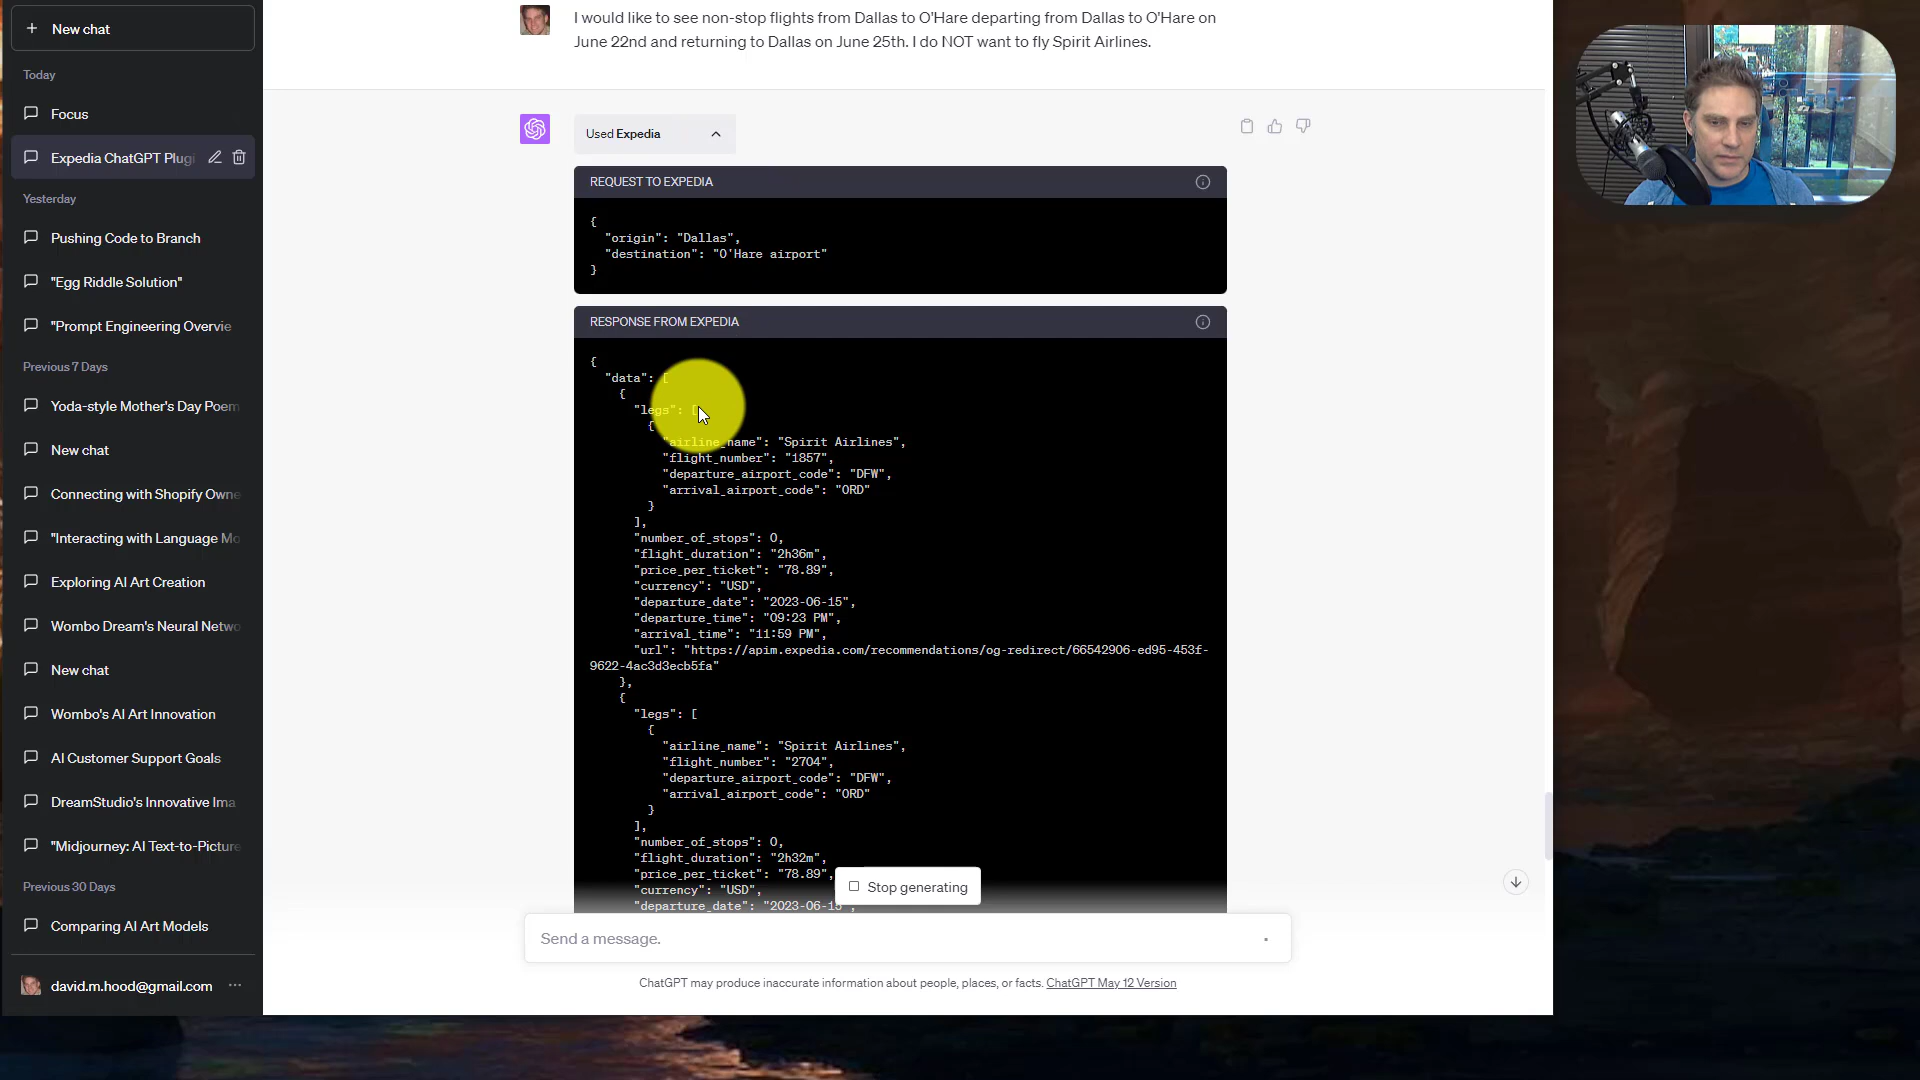 New chat
Today
Focus
Expedia ChatGPT Plugi
Yesterday
Pushing Code to Branch
"Egg Riddle Solution"
"Prompt Engineering Overvie
Previous 7 Days
Yoda-style Mother's Day Poem
New chat
Connecting with Shopify Owne
"Interacting with Language Mo
Exploring AI Art Creation
Wombo Dream's Neural Netwo
New chat
Wombo's AI Art Innovation
AI Customer Support Goals
DreamStudio's Innovative Ima
"Midjourney: AI Text-to-Picture
Previous 30 Days
Comparing AI Art Models
david.m.hood@gmail.com
I would like to see non-stop flights from Dallas to O'Hare departing from Dallas to O'Hare on
June 22nd and returning to Dallas on June 25th. I do NOT want to fly Spirit Airlines.
Used Expedia
REQUEST TO EXPEDIA
{
"origin": "Dallas",
"destination": "O'Hare airport"
}
RESPONSE FROM EXPEDIA
{
"data": [
{
"legs": [
{
"airline_name": "Spirit Airlines",
"flight_number": "1857",
"departure_airport_code": "DFW",
"arrival_airport_code": "ORD"
}
],
"number_of_stops": 0,
"flight_duration": "2h36m",
"price_per_ticket": "78.89",
"currency": "USD",
"departure_date": "2023-06-15",
"departure_time": "09:23 PM",
"arrival_time": "11:59 PM",
"url": "https://apim.expedia.com/recommendations/og-redirect/66542906-ed95-453f-
9622-4ac3d3ecb5fa"
},
{
"legs": [
{
"airline_name": "Spirit Airlines",
"flight_number": "2704",
"departure_airport_code": "DFW",
"arrival_airport_code": "ORD"
}
],
"number_of_stops": 0,
"flight_duration": "2h32m",
"price_per_ticket": "78.89",
"currency": "USD",
"departure_date": "2023-06-15",
Stop generating
Send a message.
ChatGPT may produce inaccurate information about people, places, or facts. ChatGPT May 12 Version